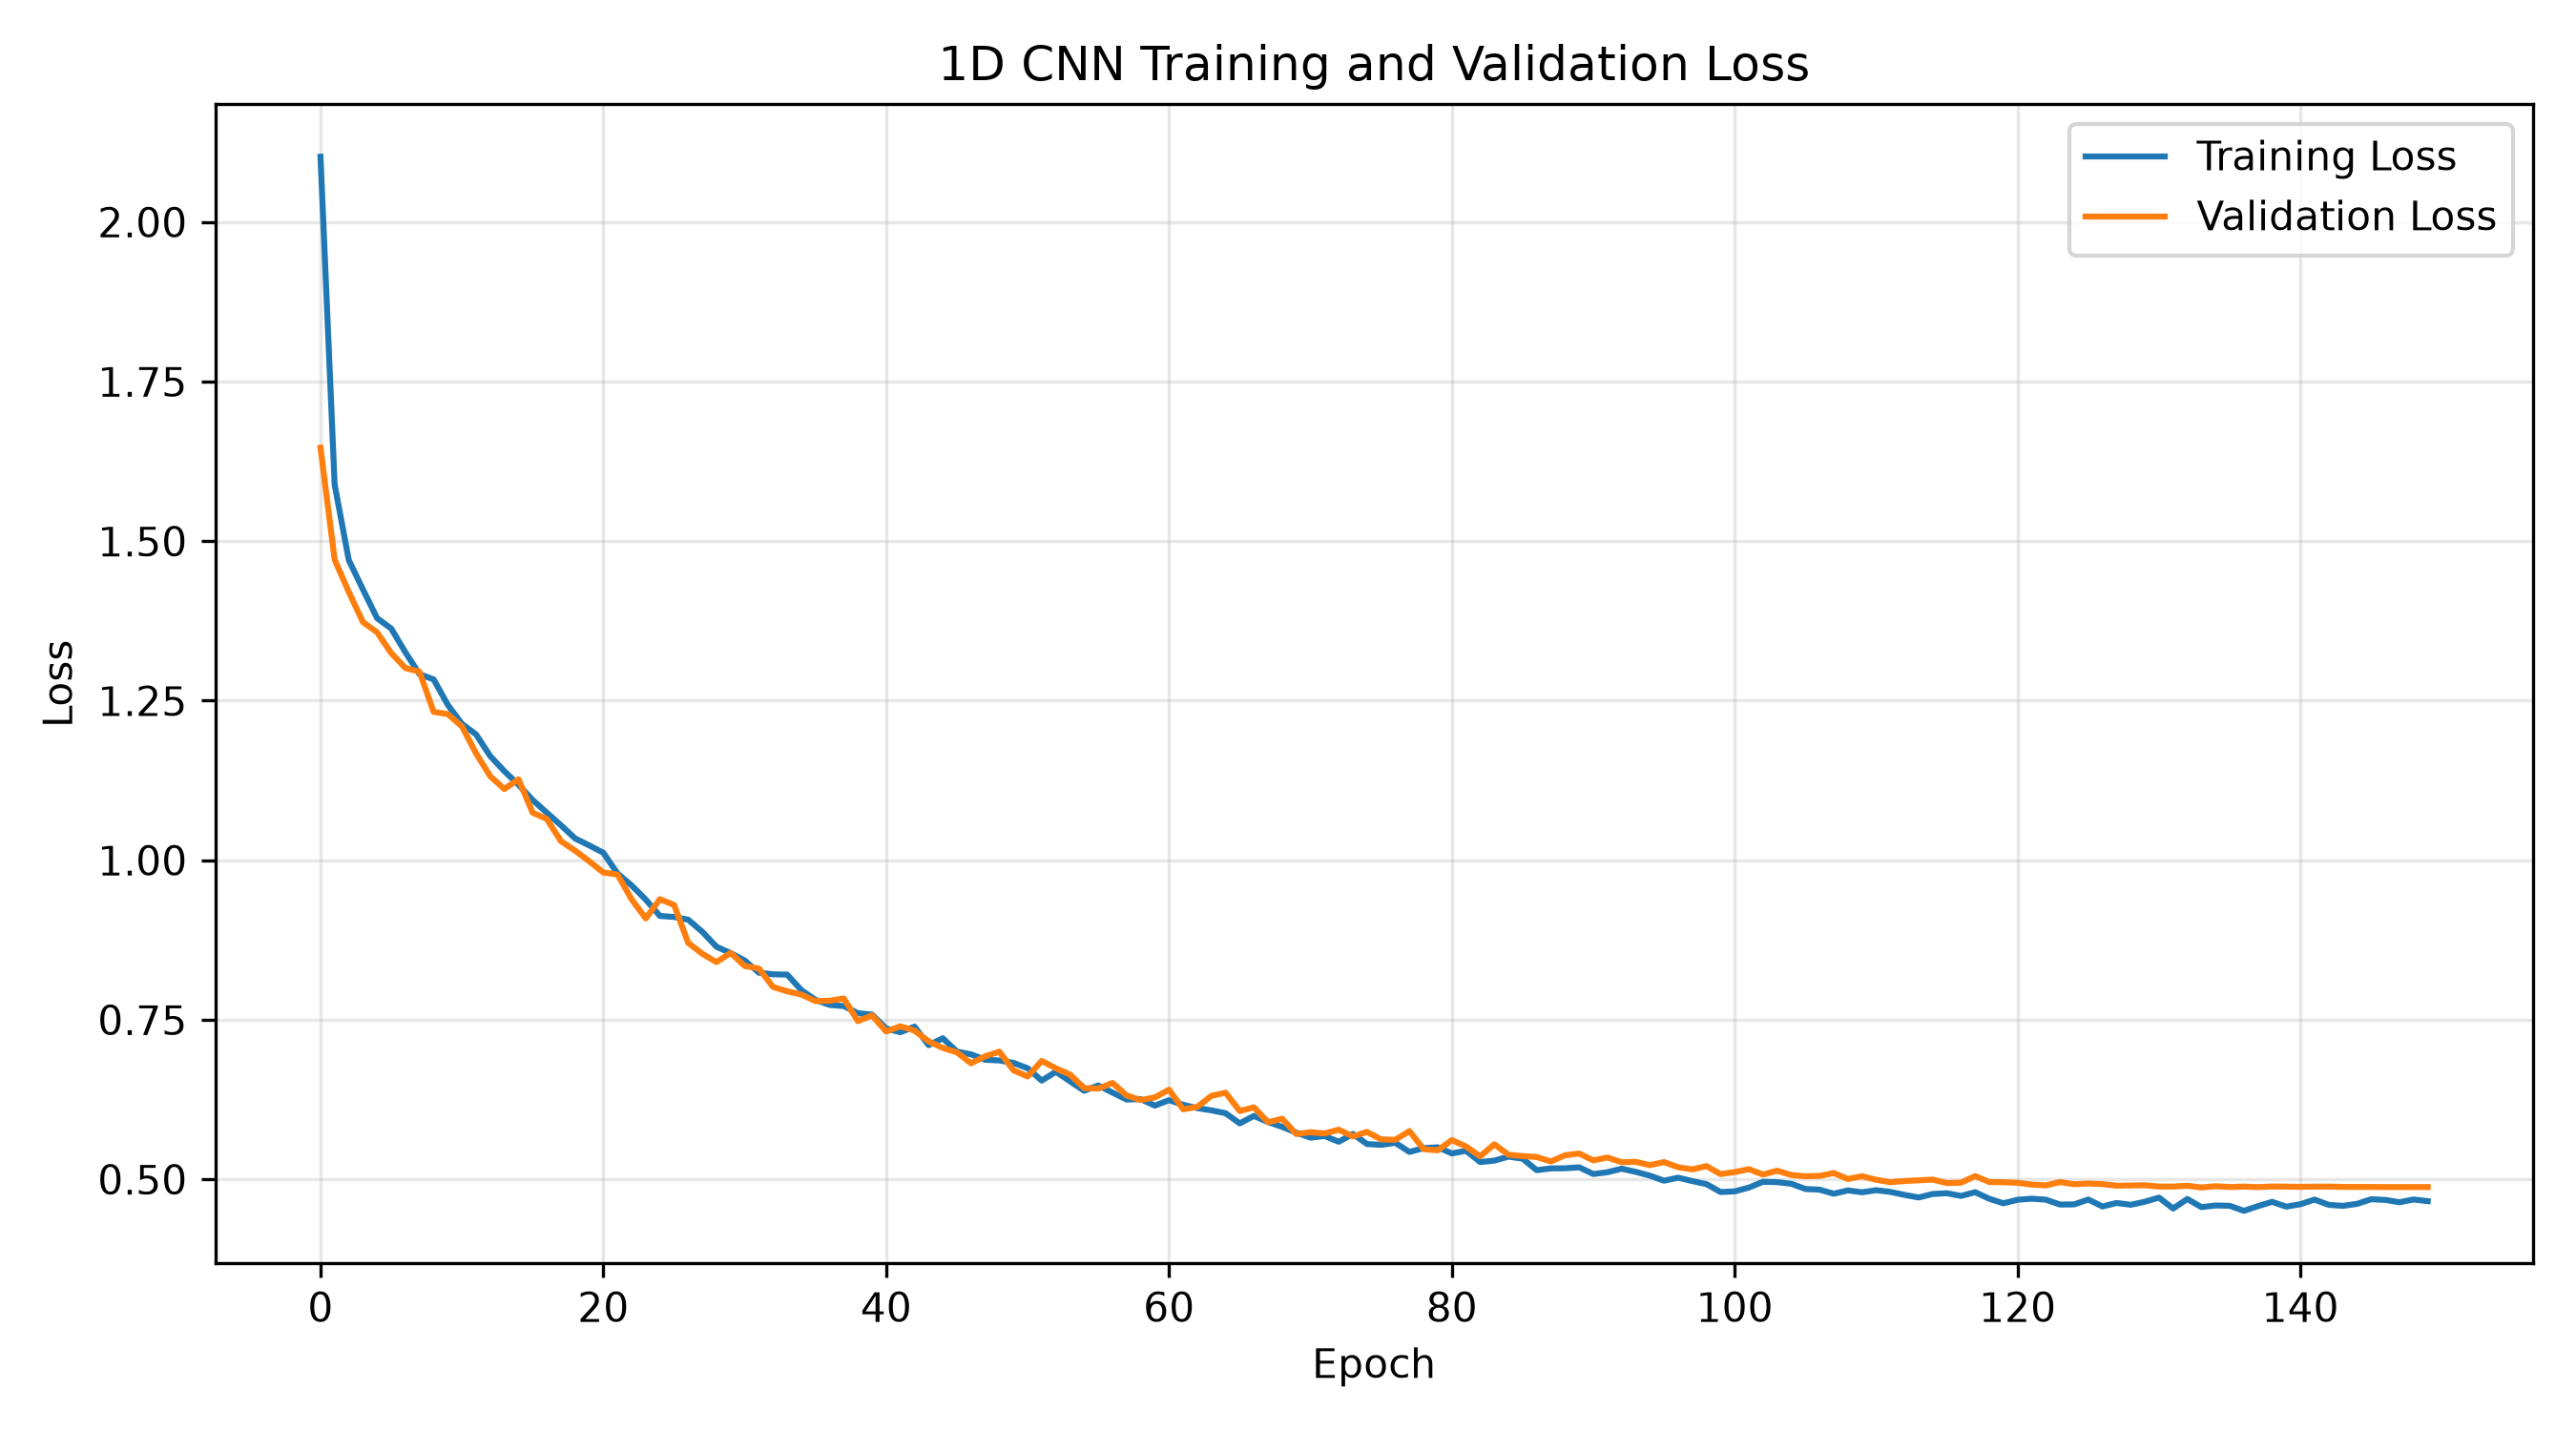 1D CNN Training and Validation Loss
Training Loss
Validation Loss
2.00
1.75
1.50
1.25
1.00
0.75
0.50
Loss
0 20 40 60 80 100 120 140
Epoch